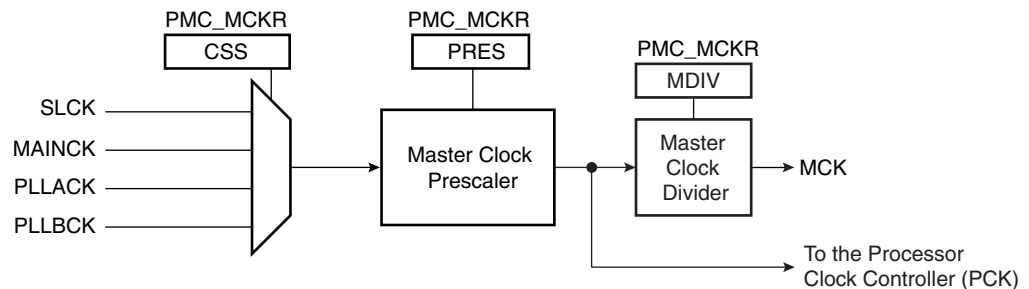 PMC_MCKR
CSS
SLCK
MAINCK
PLLACK
PLLBCK
PMC_MCKR
PRES
Master Clock
Prescaler
PMC_MCKR
MDIV
Master
Clock
Divider
MCK
To the Processor
Clock Controller (PCK)